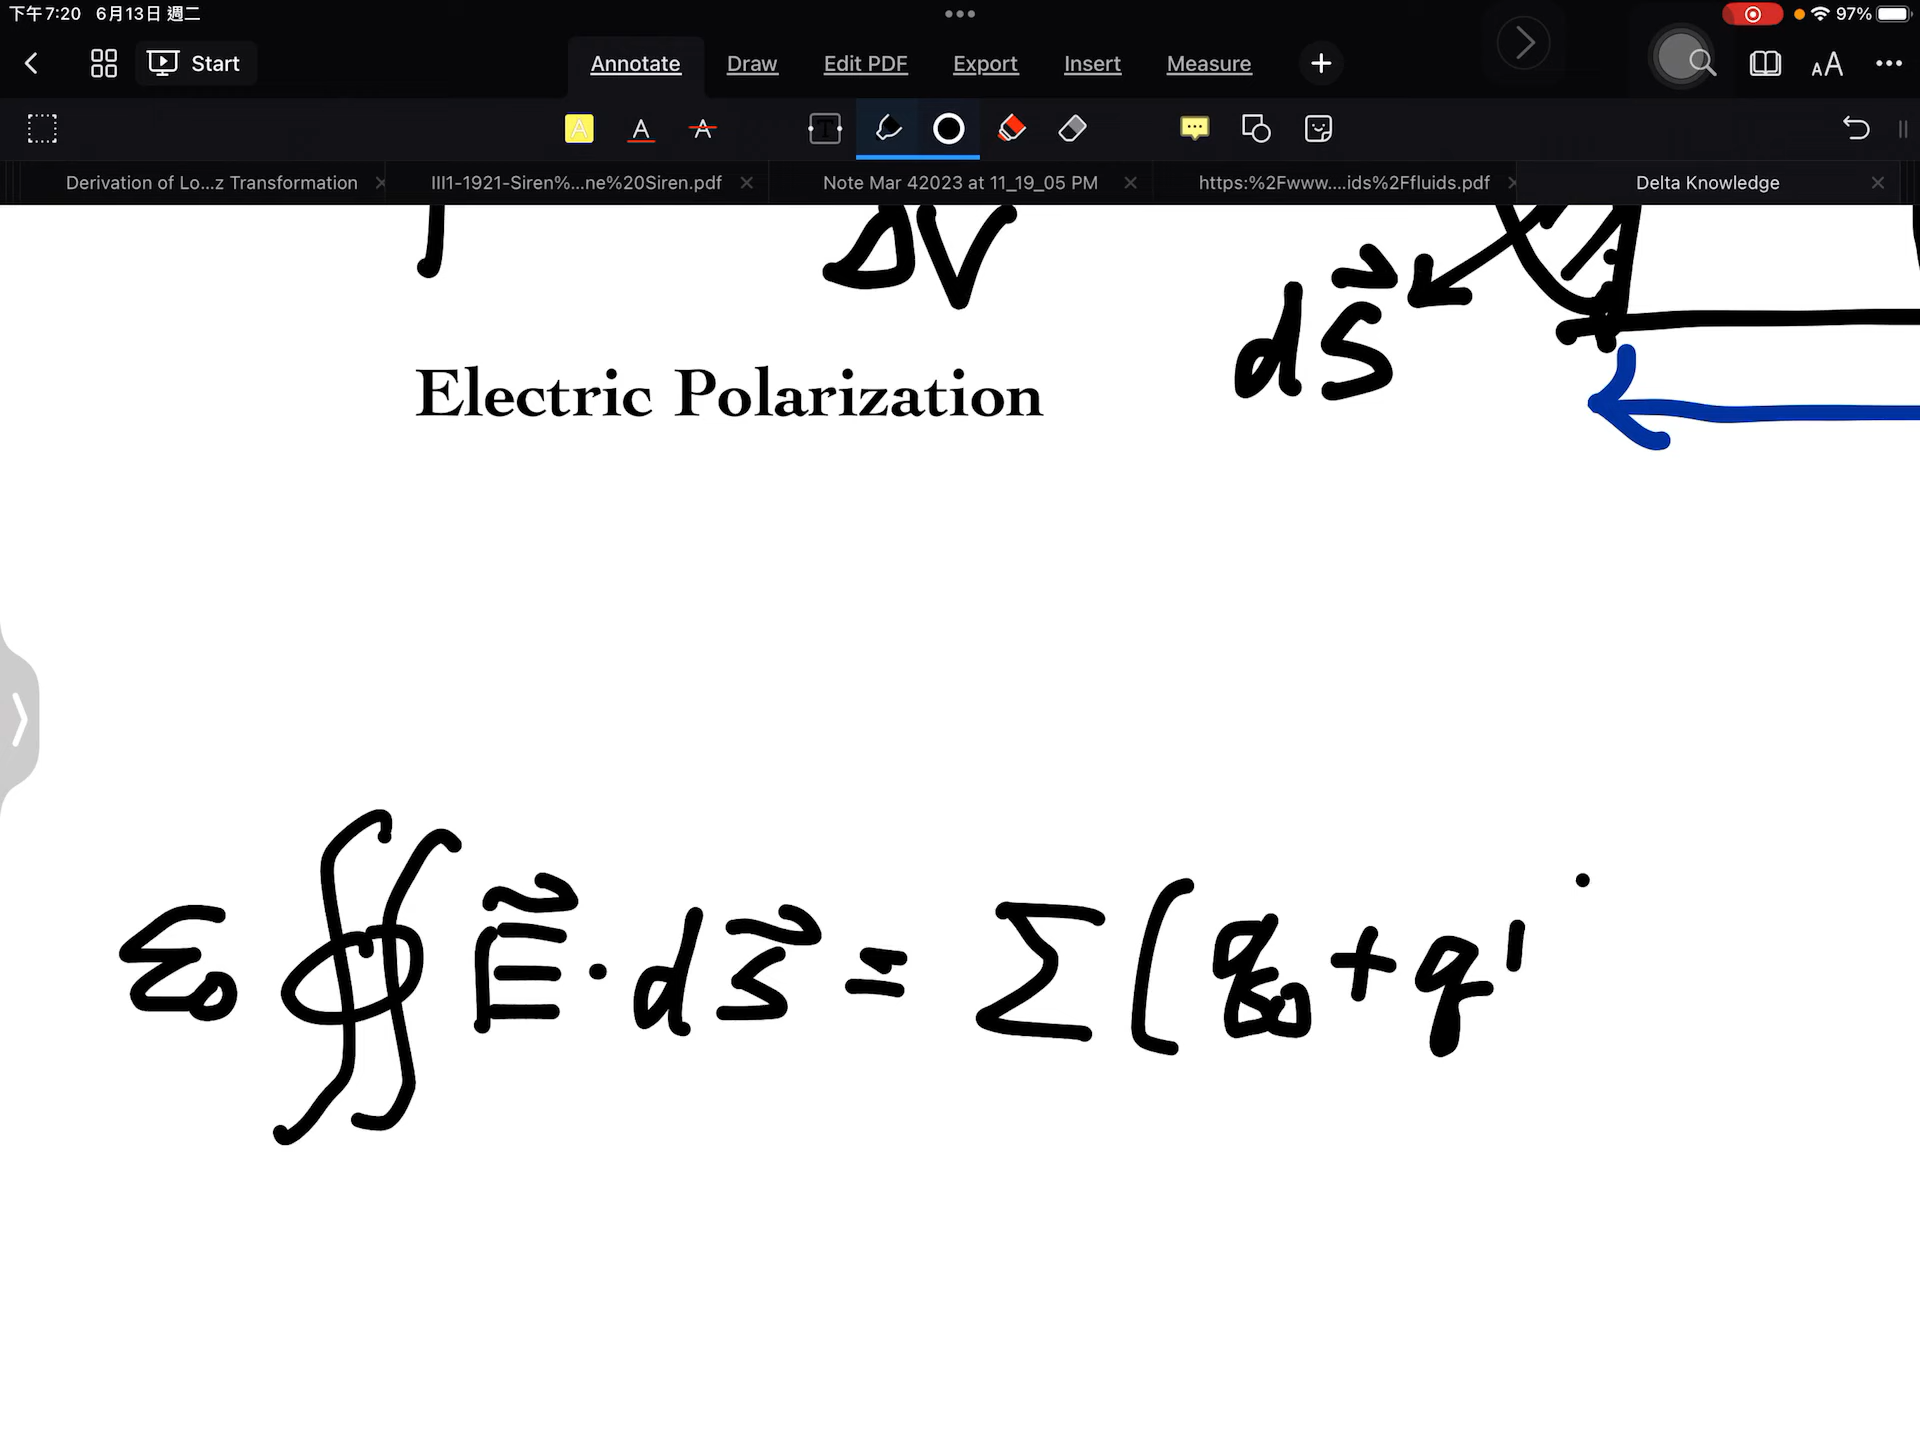 下午7:20 6月13日 週二 97%
Start Annotate Draw Edit PDF Export Insert Measure AA
A A A T
Derivation of Lo...z Transformation III1-1921-Siren%...ne%20Siren.pdf Note Mar 42023 at 11_19_05 PM https:%2Fwww....ids%2Ffluids.pdf Delta Knowledge
ΔV
dS⃗
Electric Polarization
ε₀ ∯ E⃗ · dS⃗ = Σ(q₀ + q'